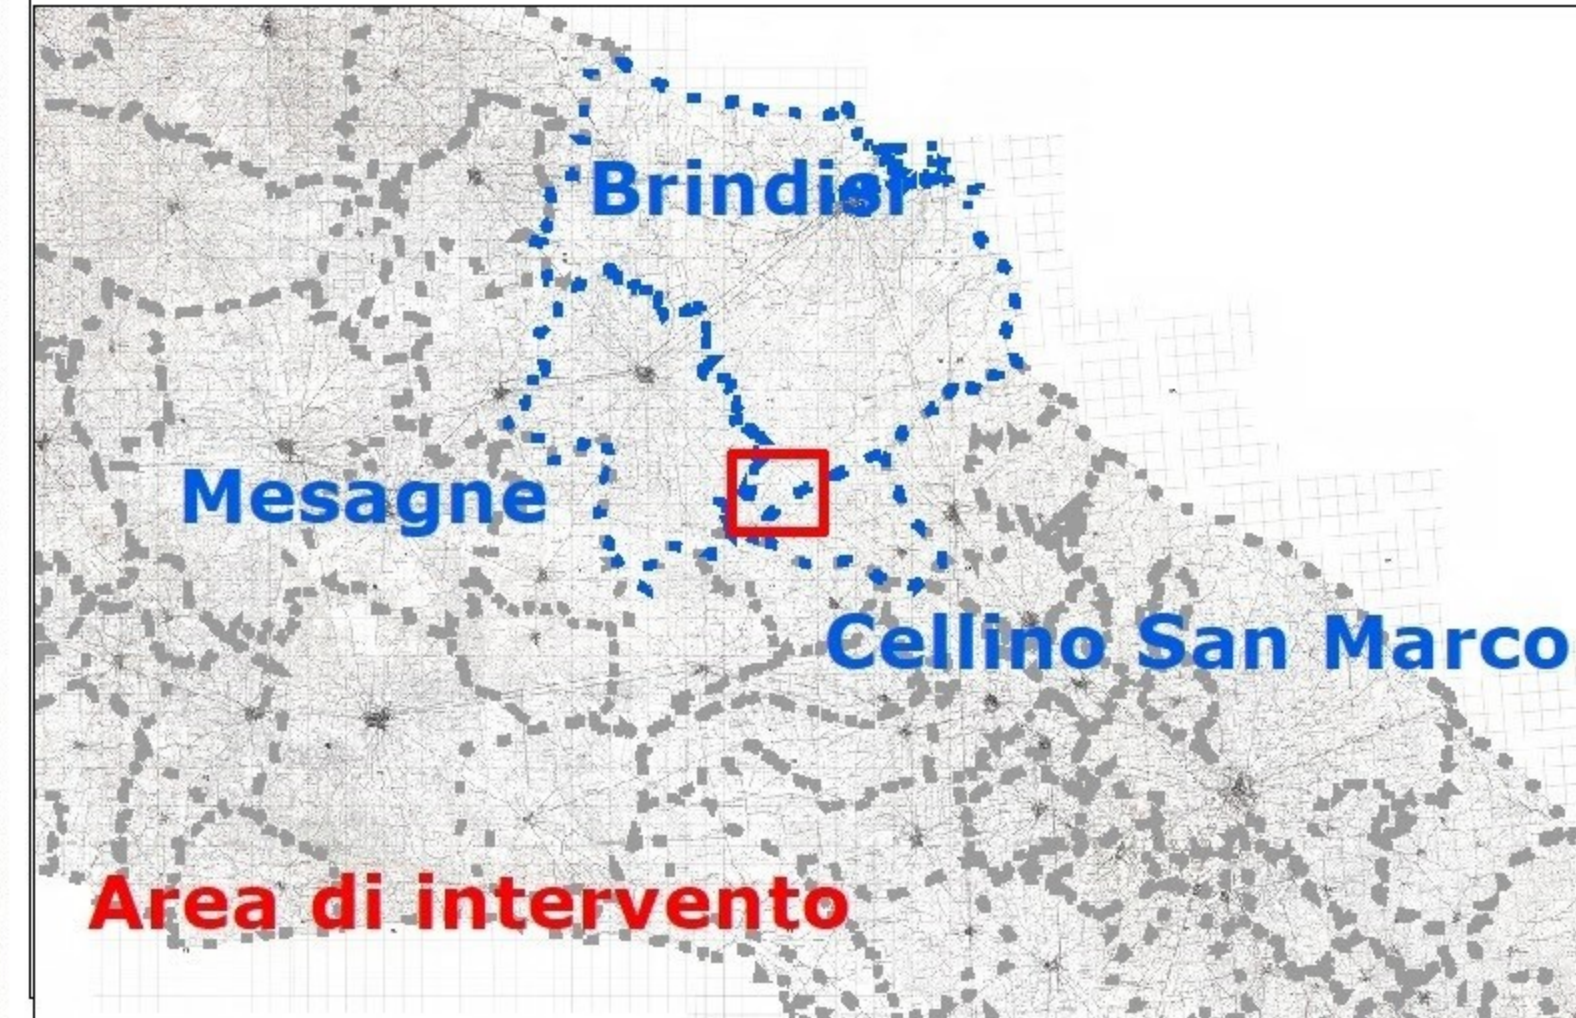 Brindisi
Mesagne
Cellino San Marco
Area di intervento